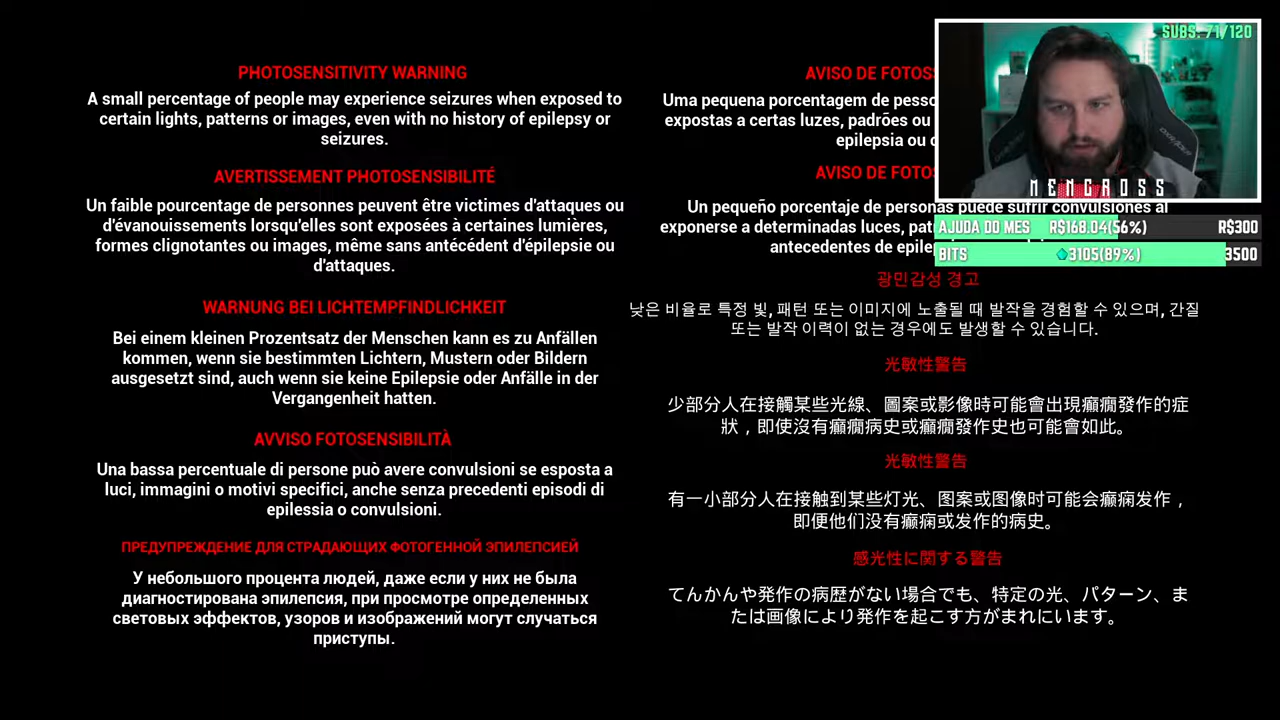 PHOTOSENSITIVITY WARNING
A small percentage of people may experience seizures when exposed to
certain lights, patterns or images, even with no history of epilepsy or
seizures.
AVERTISSEMENT PHOTOSENSIBILITÉ
Un faible pourcentage de personnes peuvent être victimes d'attaques ou
d'évanouissements lorsqu'elles sont exposées à certaines lumières,
formes clignotantes ou images, même sans antécédent d'épilepsie ou
d'attaques.
WARNUNG BEI LICHTEMPFINDLICHKEIT
Bei einem kleinen Prozentsatz der Menschen kann es zu Anfällen
kommen, wenn sie bestimmten Lichtern, Mustern oder Bildern
ausgesetzt sind, auch wenn sie keine Epilepsie oder Anfälle in der
Vergangenheit hatten.
AVVISO FOTOSENSIBILITÀ
Una bassa percentuale di persone può avere convulsioni se esposta a
luci, immagini o motivi specifici, anche senza precedenti episodi di
epilessia o convulsioni.
ПРЕДУПРЕЖДЕНИЕ ДЛЯ СТРАДАЮЩИХ ФОТОГЕННОЙ ЭПИЛЕПСИЕЙ
У небольшого процента людей, даже если у них не была
диагностирована эпилепсия, при просмотре определенных
световых эффектов, узоров и изображений могут случаться
приступы.
AVISO DE
Uma pequena porcentagem de
expostas a certas luzes, padrões ou
epilepsia ou
AVISO DE
Un pequeño porcentaje de personas puede sufrir convulsiones al
exponerse a determinadas luces,
antecedentes de
광민감성 경고
낮은 비율로 특정 빛, 패턴 또는 이미지에 노출될 때 발작을 경험할 수 있으며, 간질
또는 발작 이력이 없는 경우에도 발생할 수 있습니다.
光敏性警告
少部分人在接觸某些光線、圖案或影像時可能會出現癲癇發作的症
狀，即使沒有癲癇病史或癲癇發作史也可能會如此。
光敏性警告
有一小部分人在接触到某些灯光、图案或图像时可能会癫痫发作，
即便他们没有癫痫或发作的病史。
感光性に関する警告
てんかんや発作の病歴がない場合でも、特定の光、パターン、ま
たは画像により発作を起こす方がまれにいます。
SUBS: 71/120
MENCROSS
AJUDA DO MES R$168.04(56%) R$300
BITS 3105(89%) 3500